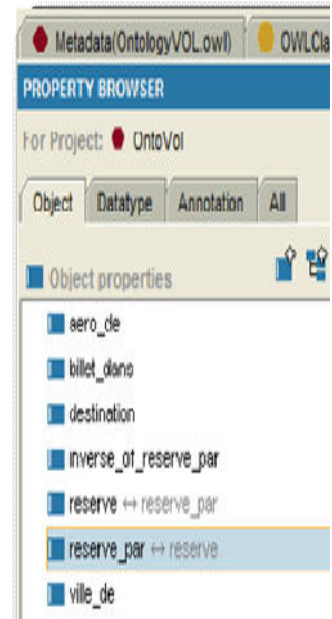 Metadata(OntologyVOL.owl) OWLCla
PROPERTY BROWSER
For Project: OntoVol
Object Datatype Annotation All
Object properties
aero_de
billet_dans
destination
inverse_of_reserve_par
reserve ↔ reserve_par
reserve_par ↔ reserve
ville_de